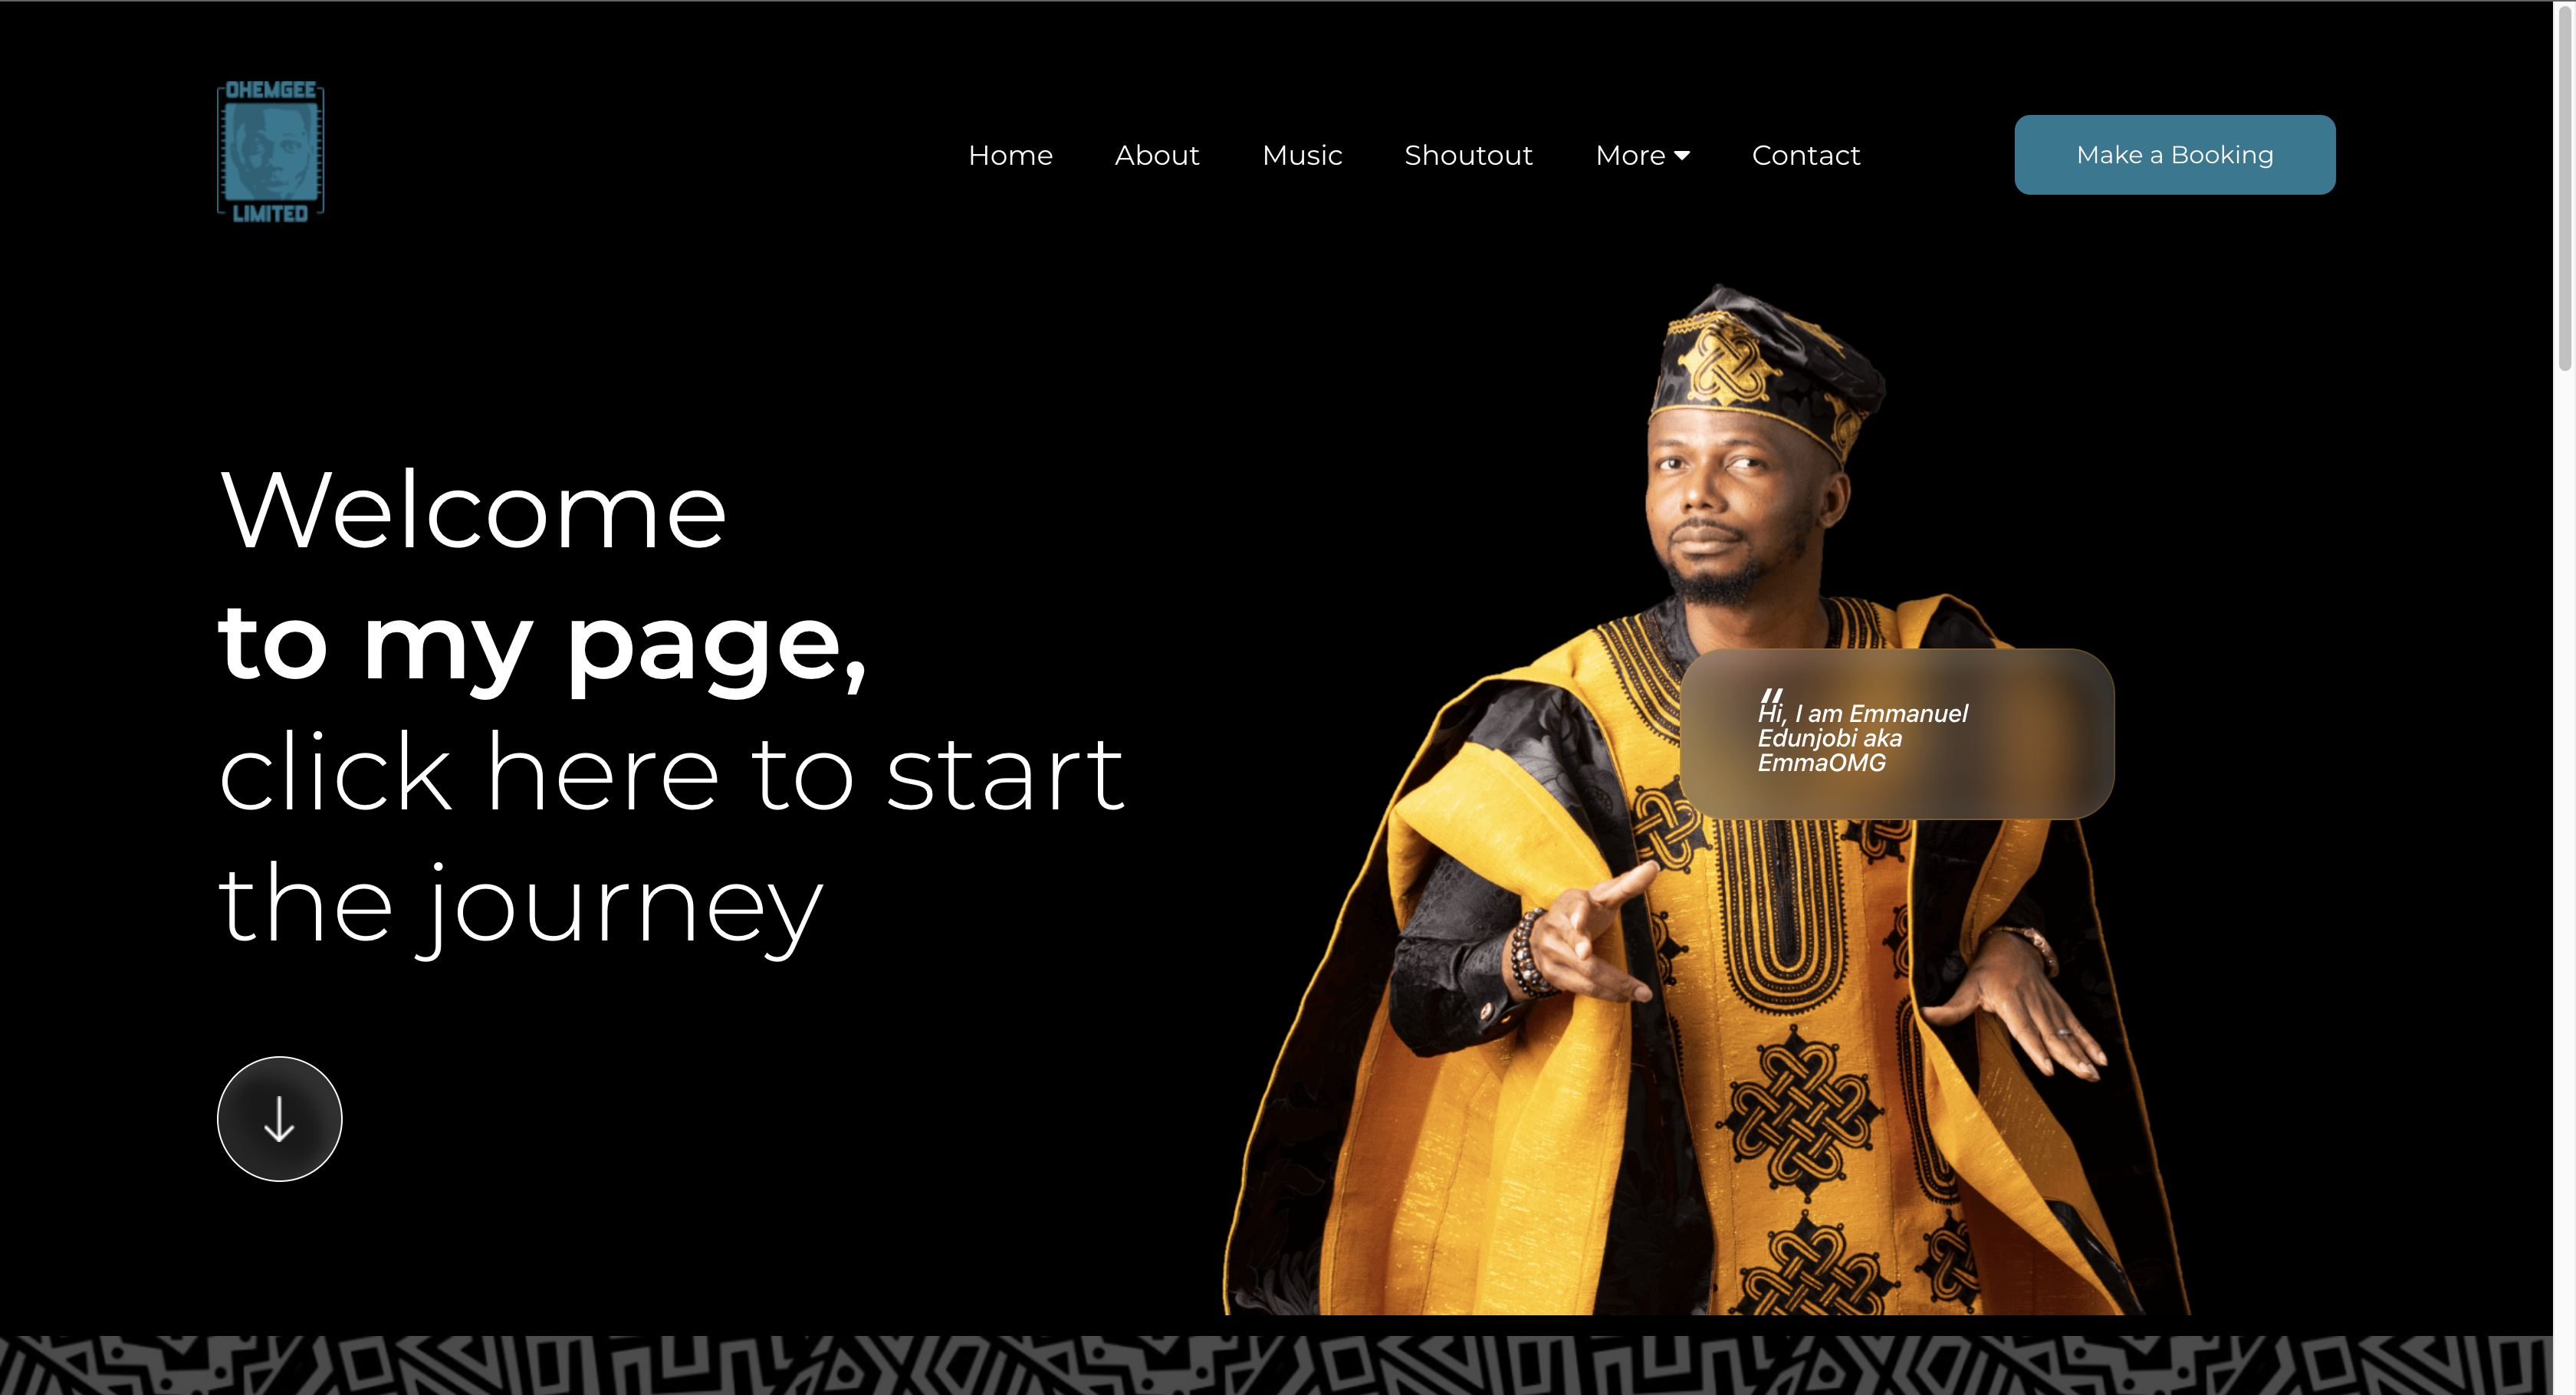 OHEMGEE
LIMITED
Home
About
Music
Shoutout
More
Contact
Make a Booking
Welcome
to my page,
click here to start
the journey
"
Hi, I am Emmanuel
Edunjobi aka
EmmaOMG